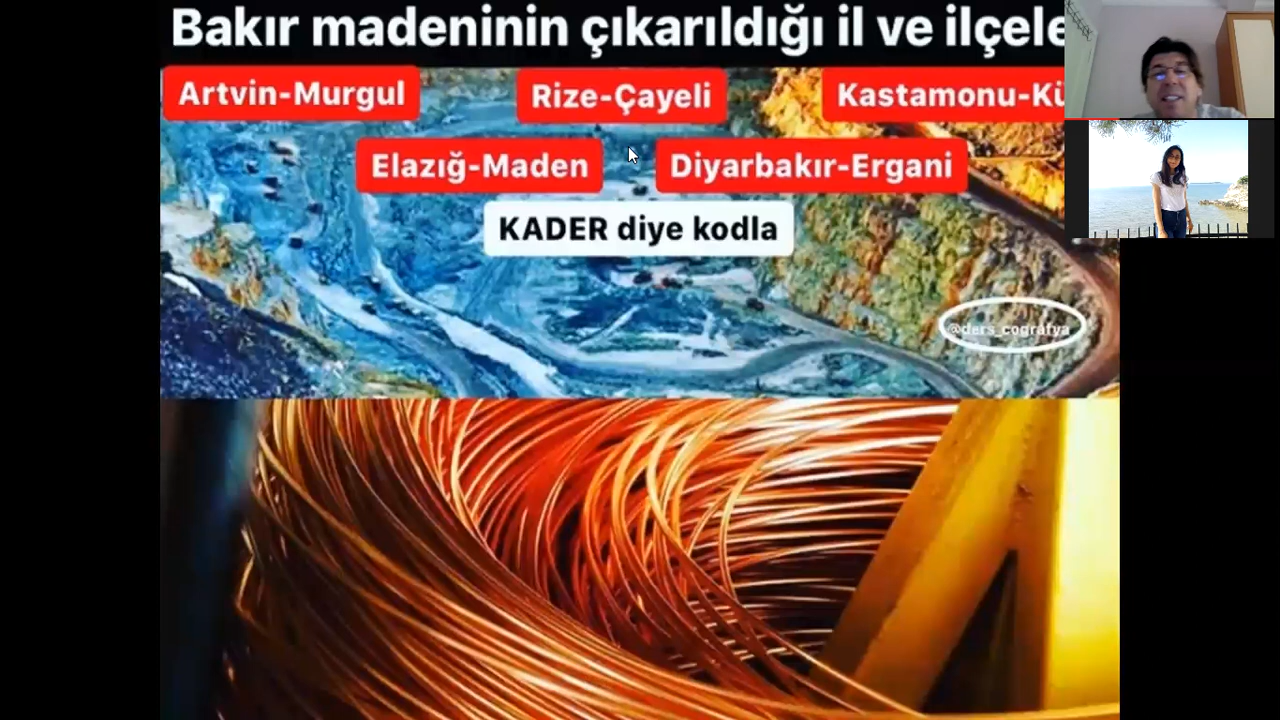 Bakır madeninin çıkarıldığı il ve ilçele
Artvin-Murgul Rize-Çayeli Kastamonu-Kü
Elazığ-Maden Diyarbakır-Ergani
KADER diye kodla
@ders_cografya